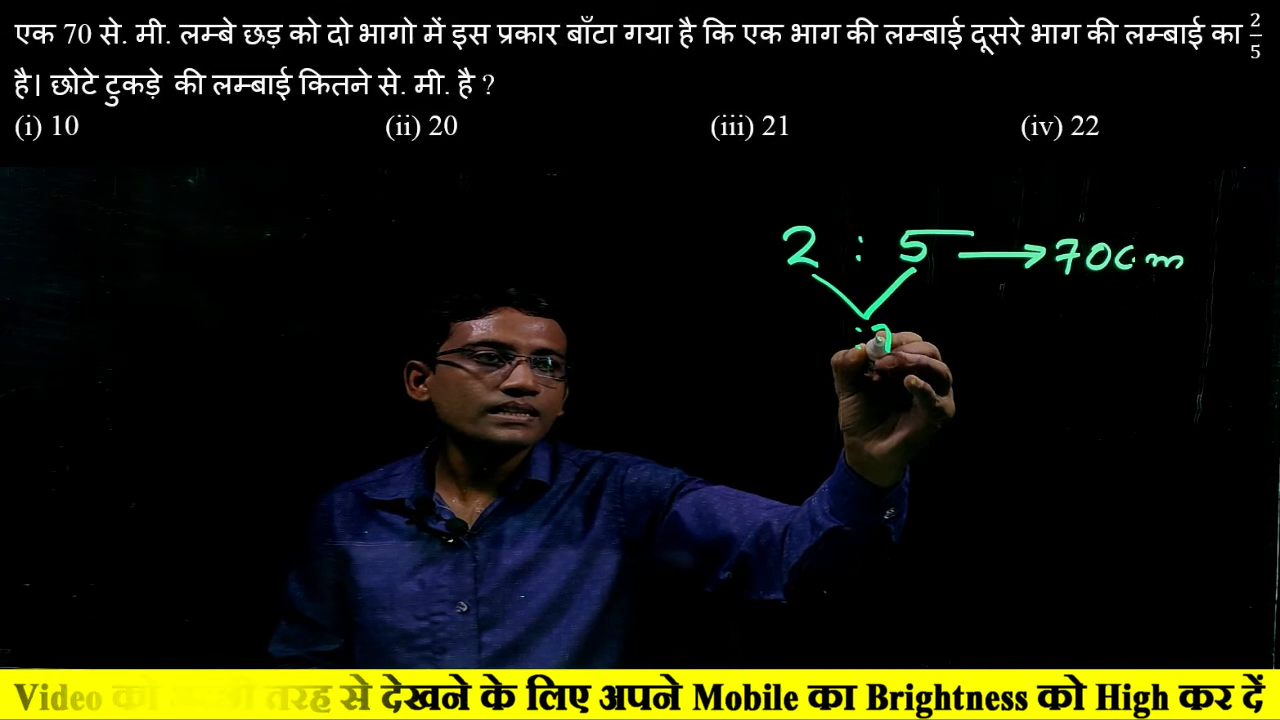 एक 70 से. मी. लम्बे छड़ को दो भागो में इस प्रकार बाँटा गया है कि एक भाग की लम्बाई दूसरे भाग की लम्बाई का 2/5
है। छोटे टुकड़े की लम्बाई कितने से. मी. है ?
(i) 10 (ii) 20 (iii) 21 (iv) 22
2 : 5 → 70cm
Video को तरह से देखने के लिए अपने Mobile का Brightness को High कर दें